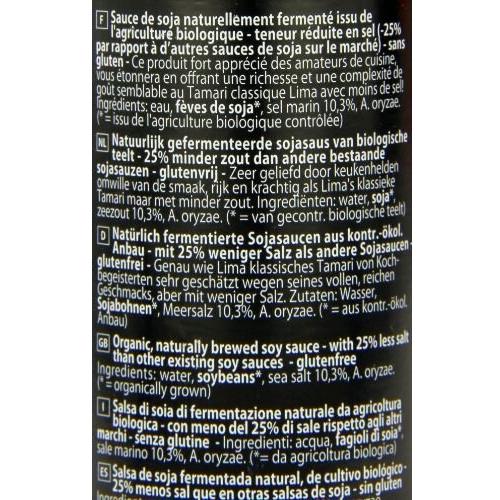 F Sauce de soja naturellement fermenté issu de
l'agriculture biologique - teneur réduite en sel (-25%
par rapport à d'autres sauces de soja sur le marché) - sans
gluten - Ce produit fort apprécié des amateurs de cuisine,
vous étonnera en offrant une richesse et une complexité de
goût semblable au Tamari classique Lima avec moins de sel!
Ingrédients: eau, fèves de soja*, sel marin 10,3%, A. oryzae.
(* = issu de l'agriculture biologique contrôlée)
NL Natuurlijk gefermenteerde sojasaus van biologische
teelt - 25% minder zout dan andere bestaande
sojasauzen - glutenvrij - Zeer geliefd door keukenhelden
omwille van de smaak, rijk en krachtig als Lima's klassieke
Tamari maar met minder zout. Ingrediënten: water, soja*,
zeezout 10,3%, A. oryzae. (* = van gecontr. biologische teelt)
D Natürlich fermentierte Sojasaucen aus kontr.-ökol.
Anbau - mit 25% weniger Salz als andere Sojasaucen -
glutenfrei - Genau wie Lima klassisches Tamari von Koch-
begeisterten sehr geschätzt wegen seines vollen, reichen
Geschmacks, aber mit weniger Salz. Zutaten: Wasser,
Sojabohnen*, Meersalz 10,3%, A. oryzae. (* = aus kontr.-ökol.
Anbau)
GB Organic, naturally brewed soy sauce - with 25% less salt
than other existing soy sauces - glutenfree
Ingredients: water, soybeans*, sea salt 10,3%, A. oryzae.
(* = organically grown)
I Salsa di soia di fermentazione naturale da agricoltura
biologica - con meno del 25% di sale rispetto agli altri
marchi - senza glutine - Ingredienti: acqua, fagioli di soia*,
sale marino 10,3%, A. oryzae. (*= da agricoltura biologica)
ES Salsa de soja fermentada natural, de cultivo biológico-
25% menos sal que en otras salsas de soja - sin gluten